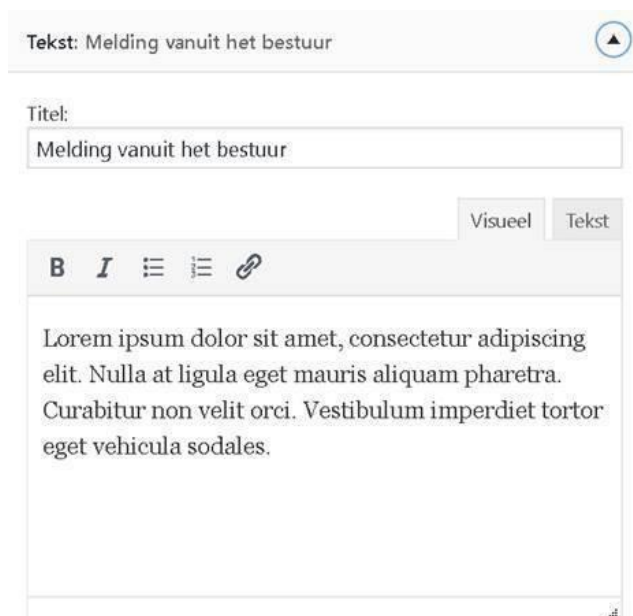 Tekst: Melding vanuit het bestuur
Titel:
Melding vanuit het bestuur
Visueel Tekst
B I
Lorem ipsum dolor sit amet, consectetur adipiscing
elit. Nulla at ligula eget mauris aliquam pharetra.
Curabitur non velit orci. Vestibulum imperdiet tortor
eget vehicula sodales.